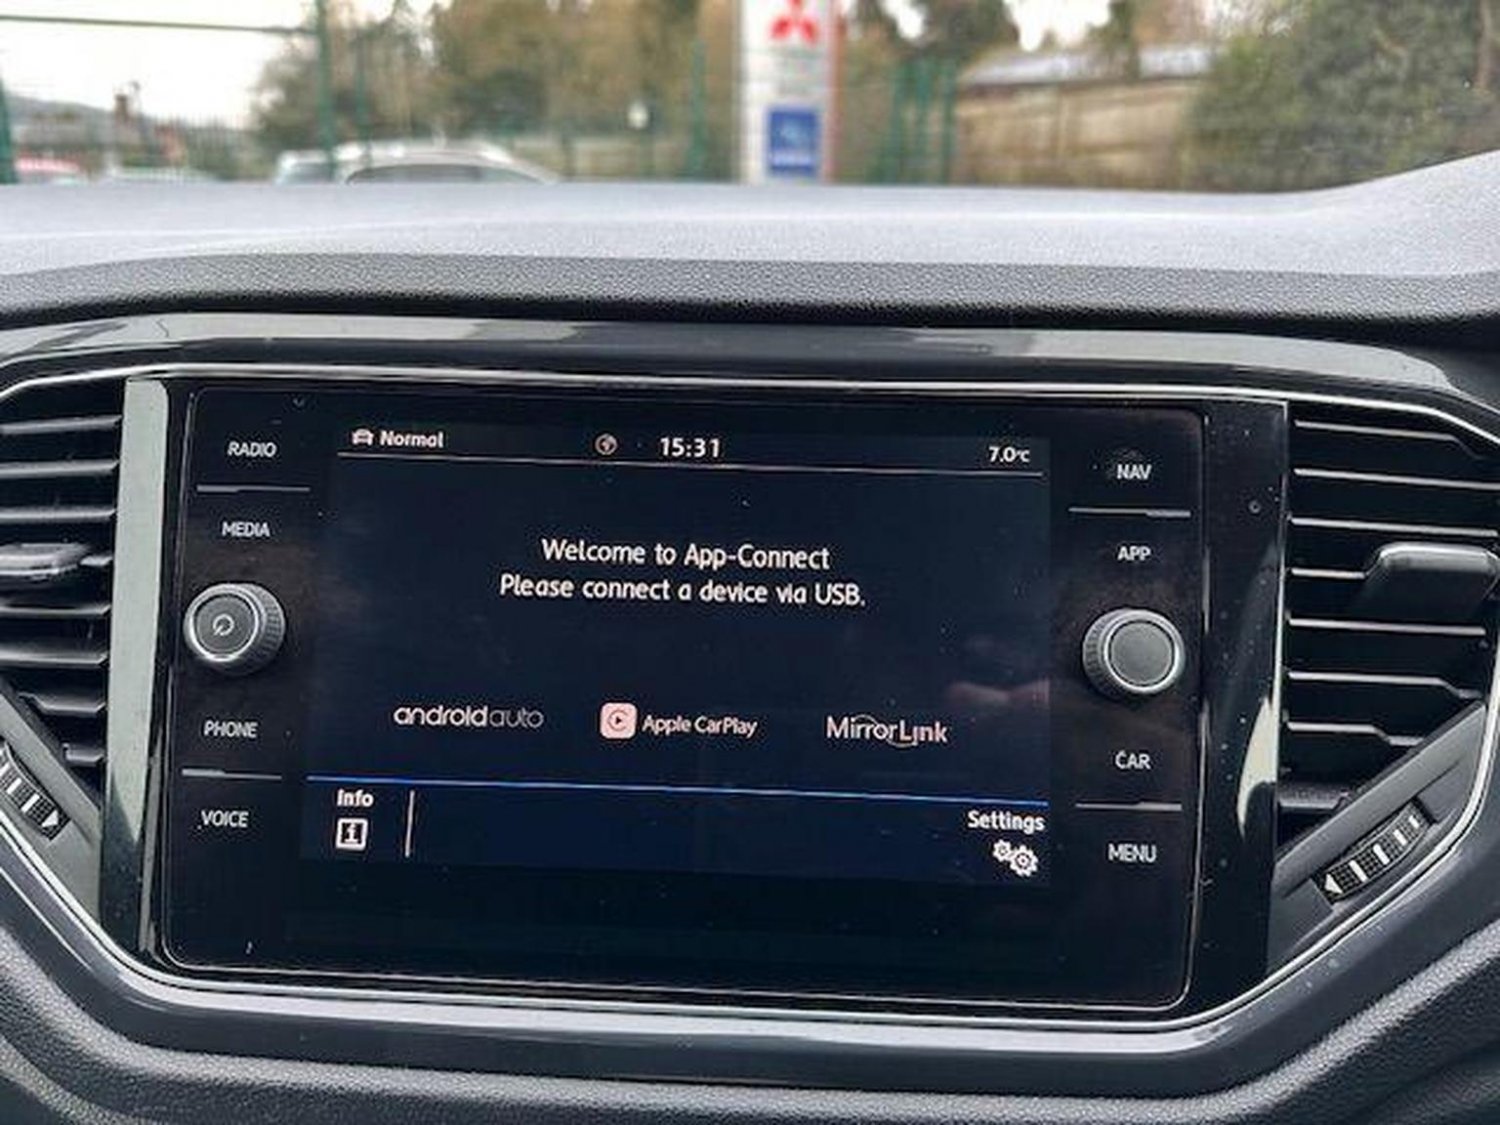 RADIO
MEDIA
PHONE
VOICE
Normal
15:31
7.0°C
Welcome to App-Connect
Please connect a device via USB.
androidauto
Apple CarPlay
MirrorLink
Info
i
Settings
NAV
APP
CAR
MENU